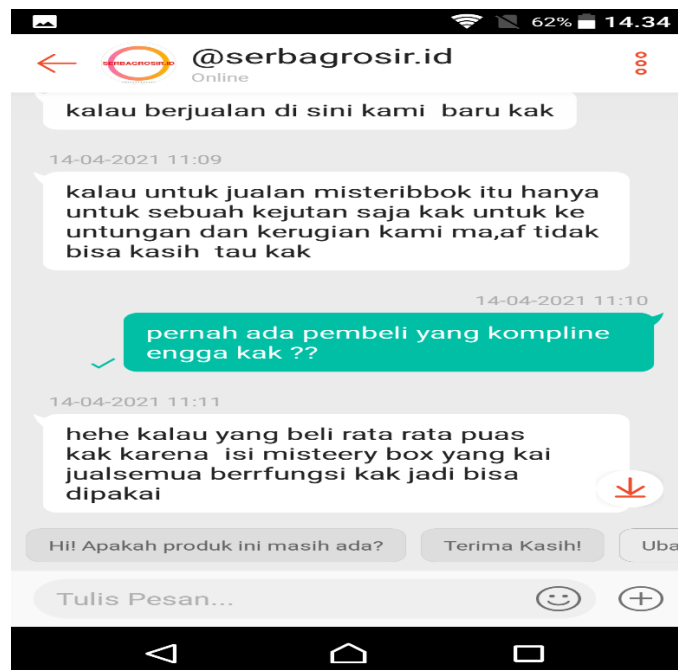 62% 14.34
SERBAGROSIR.ID
@serbagrosir.id
Online
kalau berjualan di sini kami baru kak
14-04-2021 11:09
kalau untuk jualan misteribbok itu hanya
untuk sebuah kejutan saja kak untuk ke
untungan dan kerugian kami ma,af tidak
bisa kasih tau kak
14-04-2021 11:10
pernah ada pembeli yang kompline
engga kak ??
14-04-2021 11:11
hehe kalau yang beli rata rata puas
kak karena isi misteery box yang kai
jualsemua berrfungsi kak jadi bisa
dipakai
Hi! Apakah produk ini masih ada?
Terima Kasih!
Uba
Tulis Pesan...